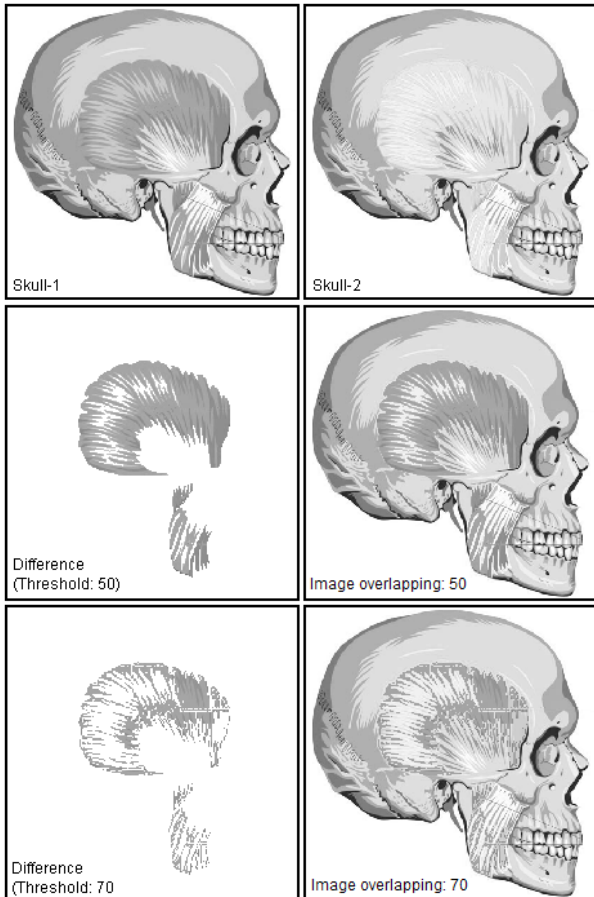 Skull-1
Skull-2
Difference
(Threshold: 50)
Image overlapping: 50
Difference
(Threshold: 70
Image overlapping: 70